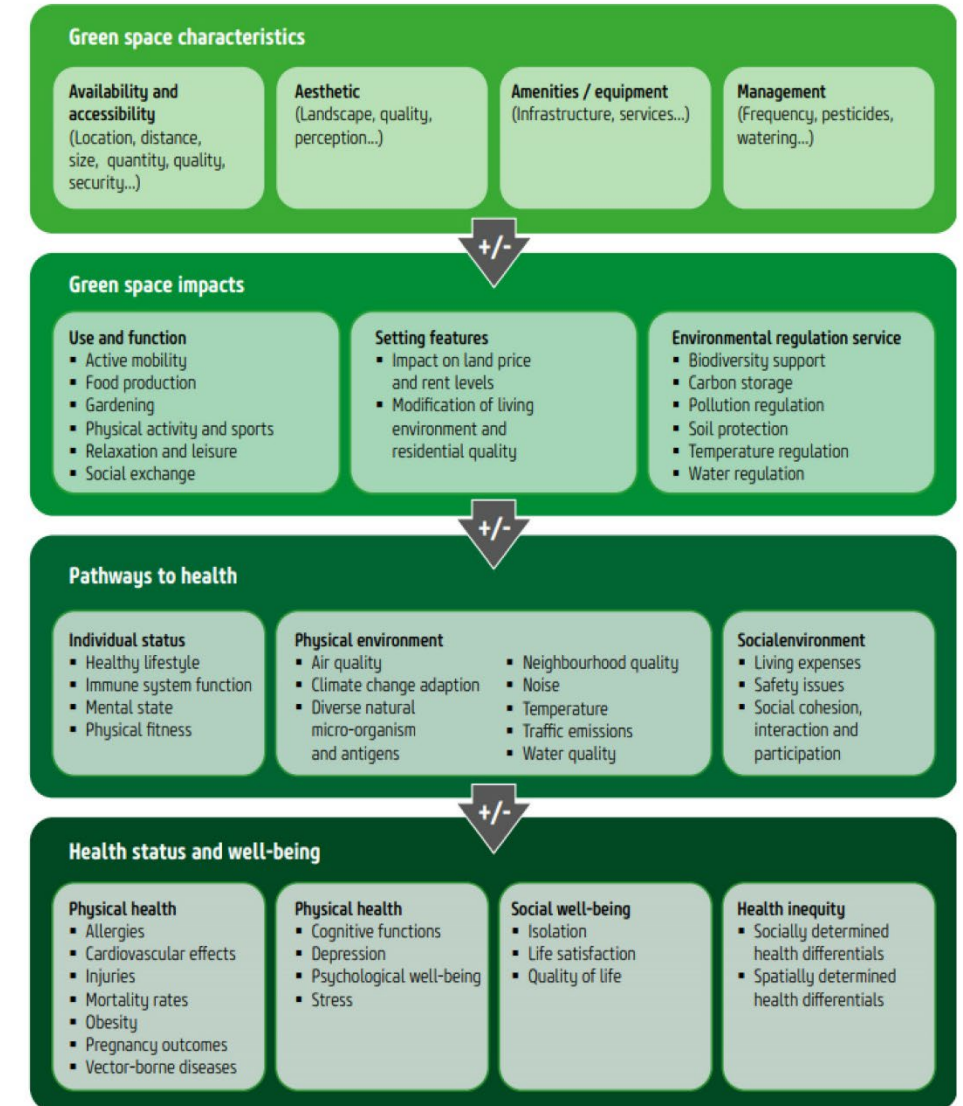 Green space characteristics
Availability and
accessibility
(Location, distance,
size, quantity, quality,
security...)
Aesthetic
(Landscape, quality,
perception...)
Amenities / equipment
(Infrastructure, services...)
Management
(Frequency, pesticides,
watering...)
+/-
Green space impacts
Use and function
▪ Active mobility
▪ Food production
▪ Gardening
▪ Physical activity and sports
▪ Relaxation and leisure
▪ Social exchange
Setting features
▪ Impact on land price
and rent levels
▪ Modification of living
environment and
residential quality
Environmental regulation service
▪ Biodiversity support
▪ Carbon storage
▪ Pollution regulation
▪ Soil protection
▪ Temperature regulation
▪ Water regulation
+/-
Pathways to health
Individual status
▪ Healthy lifestyle
▪ Immune system function
▪ Mental state
▪ Physical fitness
Physical environment
▪ Air quality
▪ Climate change adaption
▪ Diverse natural
micro-organism
and antigens
▪ Neighbourhood quality
▪ Noise
▪ Temperature
▪ Traffic emissions
▪ Water quality
Socialenvironment
▪ Living expenses
▪ Safety issues
▪ Social cohesion,
interaction and
participation
+/-
Health status and well-being
Physical health
▪ Allergies
▪ Cardiovascular effects
▪ Injuries
▪ Mortality rates
▪ Obesity
▪ Pregnancy outcomes
▪ Vector-borne diseases
Physical health
▪ Cognitive functions
▪ Depression
▪ Psychological well-being
▪ Stress
Social well-being
▪ Isolation
▪ Life satisfaction
▪ Quality of life
Health inequity
▪ Socially determined
health differentials
▪ Spatially determined
health differentials